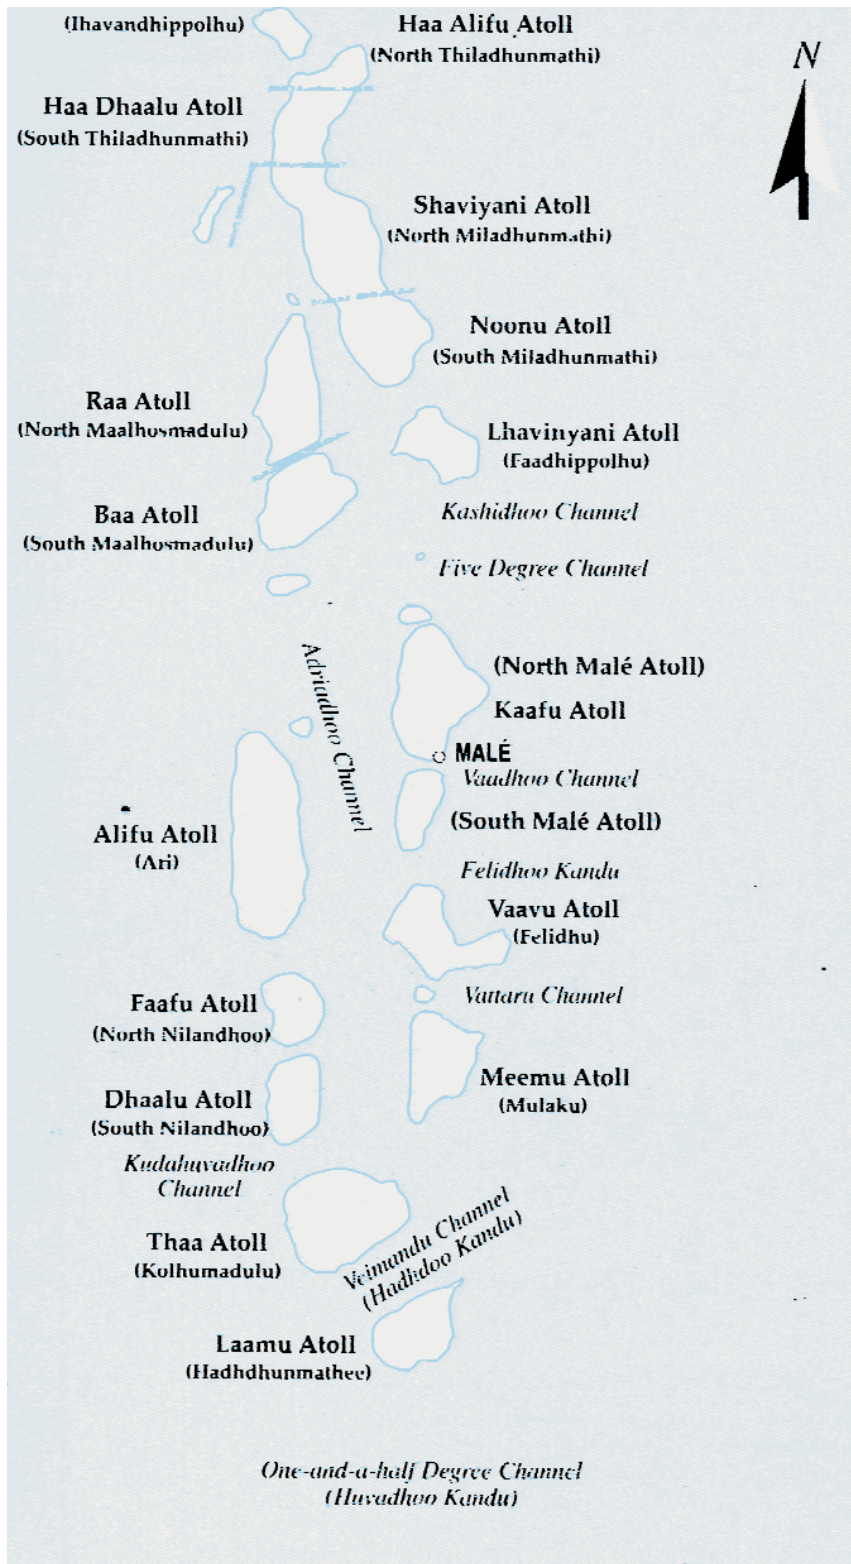 (Ihavandhippolhu)
Haa Alifu Atoll
(North Thiladhunmathi)
N
Haa Dhaalu Atoll
(South Thiladhunmathi)
Shaviyani Atoll
(North Miladhunmathi)
Noonu Atoll
(South Miladhunmathi)
Raa Atoll
(North Maalhosmadulu)
Lhavinyani Atoll
(Faadhippolhu)
Baa Atoll
(South Maalhosmadulu)
Kashidhoo Channel
Five Degree Channel
Adriadhoo Channel
(North Malé Atoll)
Kaafu Atoll
MALÉ
Vaadhoo Channel
(South Malé Atoll)
Alifu Atoll
(Ari)
Felidhoo Kandu
Vaavu Atoll
(Felidhu)
Faafu Atoll
(North Nilandhoo)
Vattaru Channel
Meemu Atoll
(Mulaku)
Dhaalu Atoll
(South Nilandhoo)
Kudahuvadhoo
Channel
Thaa Atoll
(Kolhumadulu)
Veimandu Channel
(Hadhdoo Kandu)
Laamu Atoll
(Hadhdhunmathee)
One-and-a-half Degree Channel
(Huvadhoo Kandu)